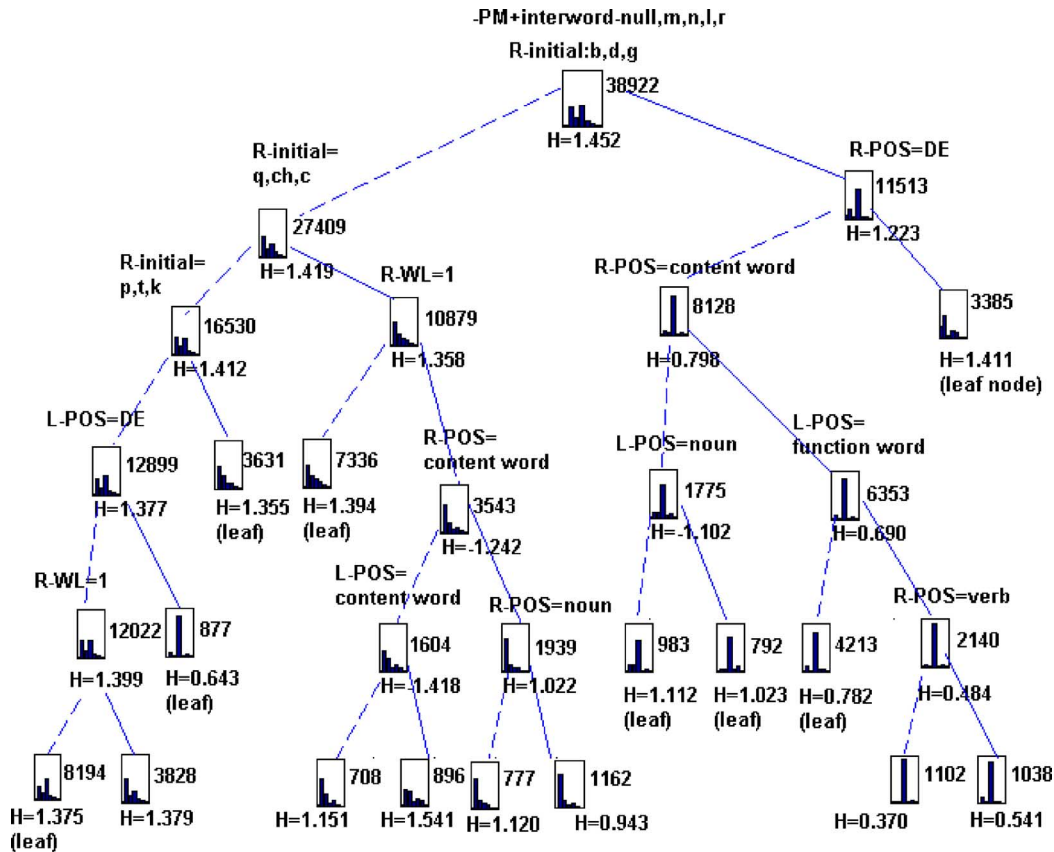 -PM+interword-null,m,n,l,r
R-initial:b,d,g
38922
H=1.452
R-initial=
q,ch,c
27409
H=1.419
R-POS=DE
11513
H=1.223
R-initial=
p,t,k
16530
H=1.412
R-WL=1
10879
H=1.358
R-POS=content word
8128
H=0.798
3385
H=1.411
(leaf node)
L-POS=DE
12899
H=1.377
3631
H=1.355
(leaf)
7336
H=1.394
(leaf)
R-POS=
content word
3543
H=-1.242
L-POS=noun
1775
H=-1.102
L-POS=
function word
6353
H=0.690
R-WL=1
12022
H=1.399
877
H=0.643
(leaf)
L-POS=
content word
1604
H=-1.418
R-POS=noun
1939
H=1.022
983
H=1.112
(leaf)
792
H=1.023
(leaf)
4213
H=0.782
(leaf)
R-POS=verb
2140
H=0.484
8194
H=1.375
(leaf)
3828
H=1.379
708
H=1.151
896
H=1.541
777
H=1.120
1162
H=0.943
1102
H=0.370
1038
H=0.541